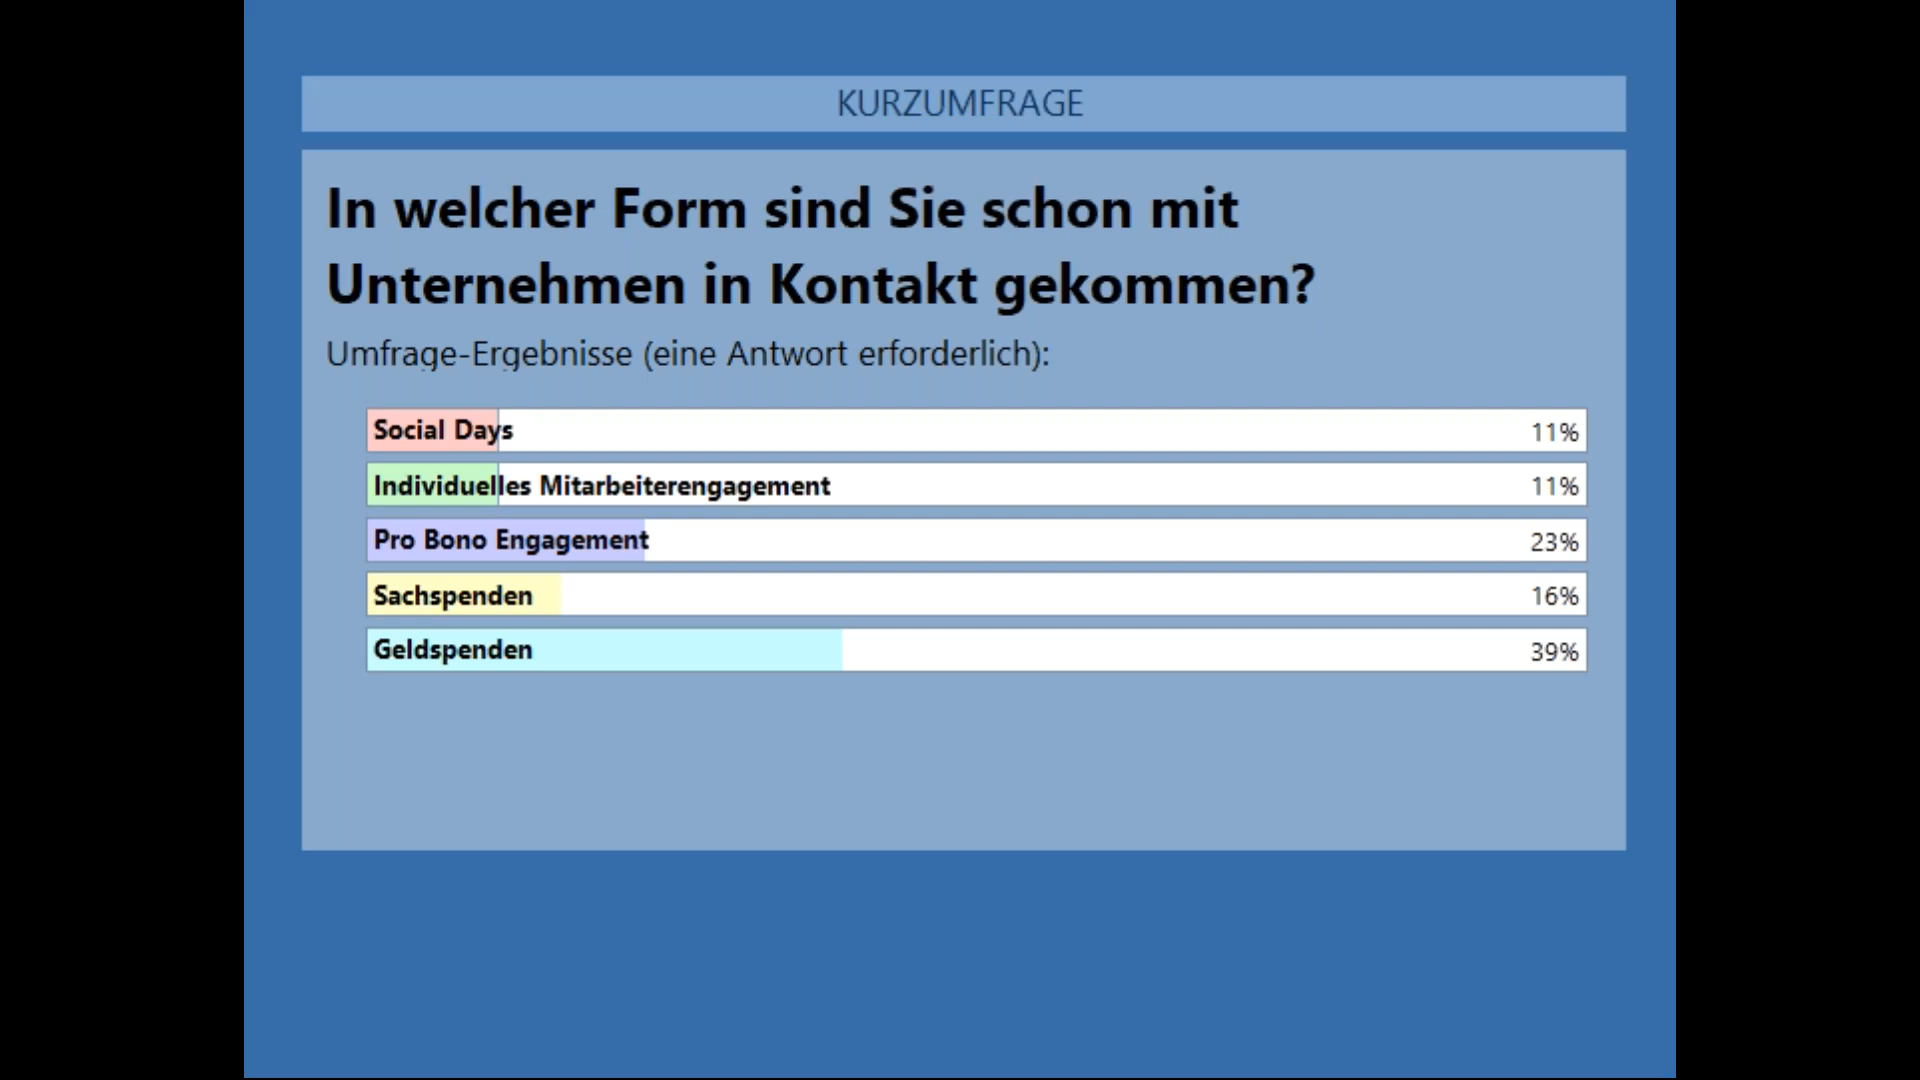 KURZUMFRAGE
In welcher Form sind Sie schon mit
Unternehmen in Kontakt gekommen?
Umfrage-Ergebnisse (eine Antwort erforderlich):
Social Days 11%
Individuelles Mitarbeiterengagement 11%
Pro Bono Engagement 23%
Sachspenden 16%
Geldspenden 39%